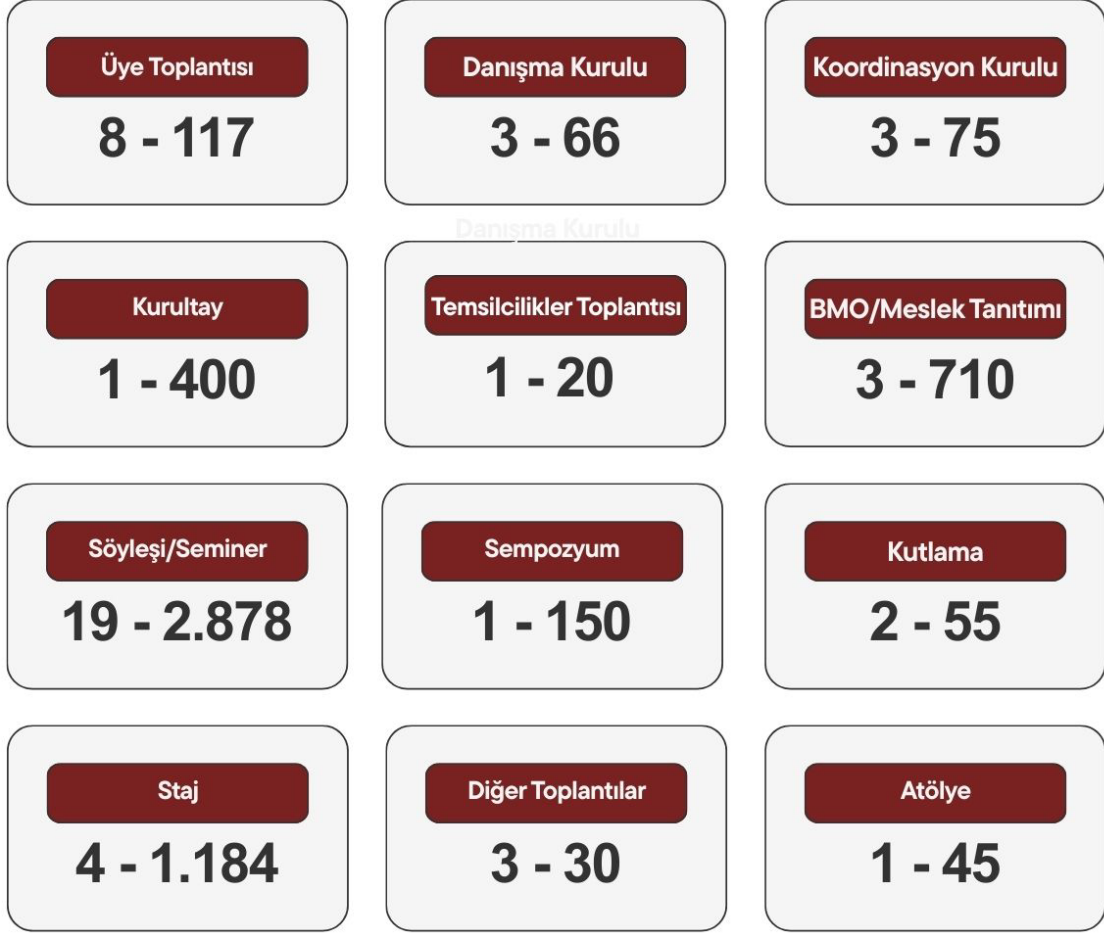 Üye Toplantısı
8 - 117
Danışma Kurulu
3 - 66
Koordinasyon Kurulu
3 - 75
Danışma Kurulu
Kurultay
1 - 400
Temsilcilikler Toplantısı
1 - 20
BMO/Meslek Tanıtımı
3 - 710
Söyleşi/Seminer
19 - 2.878
Sempozyum
1 - 150
Kutlama
2 - 55
Staj
4 - 1.184
Diğer Toplantılar
3 - 30
Atölye
1 - 45